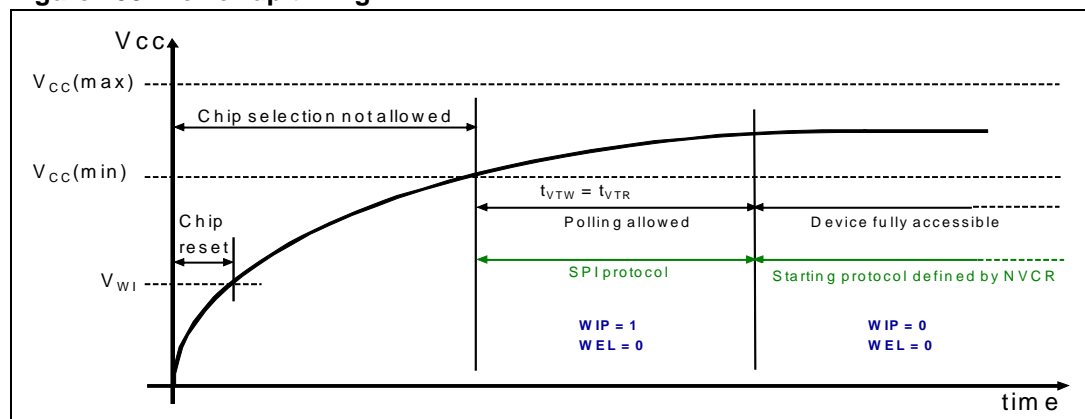 Vcc
VCC(max)
Chip selection not allowed
VCC(min)
tVTW = tVTR
Polling allowed
Device fully accessible
Chip
reset
SPI protocol
Starting protocol defined by NVCR
VWI
WIP = 1
WEL = 0
WIP = 0
WEL = 0
time